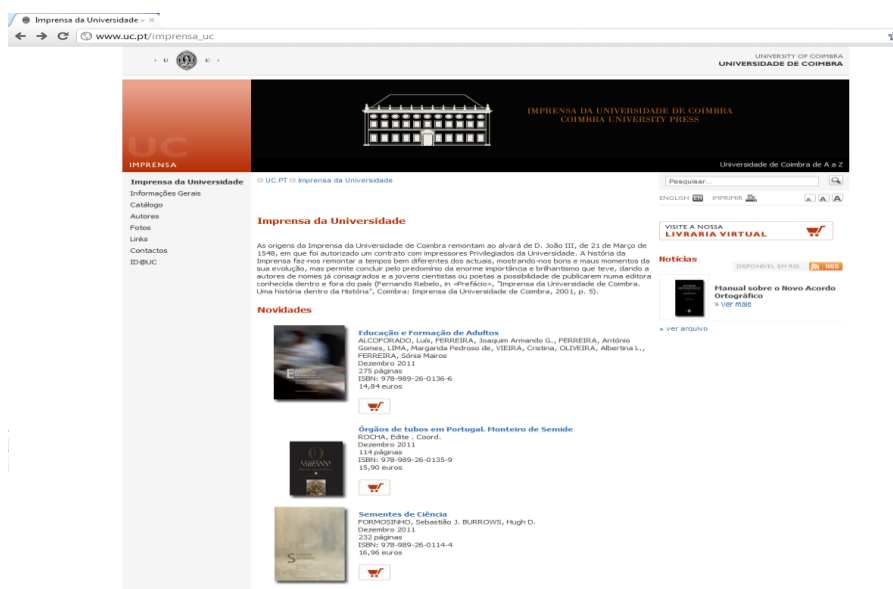 Imprensa da Universidade -
www.uc.pt/imprensa_uc
· U C ·
UNIVERSITY OF COIMBRA
UNIVERSIDADE DE COIMBRA
UC
IMPRENSA
IMPRENSA DA UNIVERSIDADE DE COIMBRA
COIMBRA UNIVERSITY PRESS
Universidade de Coimbra de A a Z
Imprensa da Universidade
Informações Gerais
Catálogo
Autores
Fotos
Links
Contactos
ID@UC
UC.PT Imprensa da Universidade
Imprensa da Universidade
As origens da Imprensa da Universidade de Coimbra remontam ao alvará de D. João III, de 21 de Março de
1548, em que foi autorizado um contrato com impressores Privilegiados da Universidade. A história da
Imprensa faz-nos remontar a tempos bem diferentes dos actuais, mostrando-nos bons e maus momentos da
sua evolução, mas permite concluir pelo predomínio da enorme importância e brilhantismo que teve, dando a
autores de nomes já consagrados e a jovens cientistas ou poetas a possibilidade de publicarem numa editora
conhecida dentro e fora do país (Fernando Rebelo, in «Prefácio», "Imprensa da Universidade de Coimbra.
Uma história dentro da História", Coimbra: Imprensa da Universidade de Coimbra, 2001, p. 5).
Novidades
Educação e Formação de Adultos
ALCOFORADO, Luís, FERREIRA, Joaquim Armando G., FERREIRA, António
Gomes, LIMA, Margarida Pedroso de, VIEIRA, Cristina, OLIVEIRA, Albertina L.,
FERREIRA, Sónia Mairos
Dezembro 2011
275 páginas
ISBN: 978-989-26-0136-6
14,84 euros
Órgãos de tubos em Portugal. Monteiro de Semide
ROCHA, Edite . Coord.
Dezembro 2011
114 páginas
ISBN: 978-989-26-0135-9
15,90 euros
Sementes de Ciência
FORMOSINHO, Sebastião J. BURROWS, Hugh D.
Dezembro 2011
232 páginas
ISBN: 978-989-26-0114-4
16,96 euros
Pesquisar...
ENGLISH IMPRIMIR A A A
VISITE A NOSSA
LIVRARIA VIRTUAL
Notícias
DISPONÍVEL EM RSS RSS
Manual sobre o Novo Acordo
Ortográfico
» ver mais
» ver arquivo